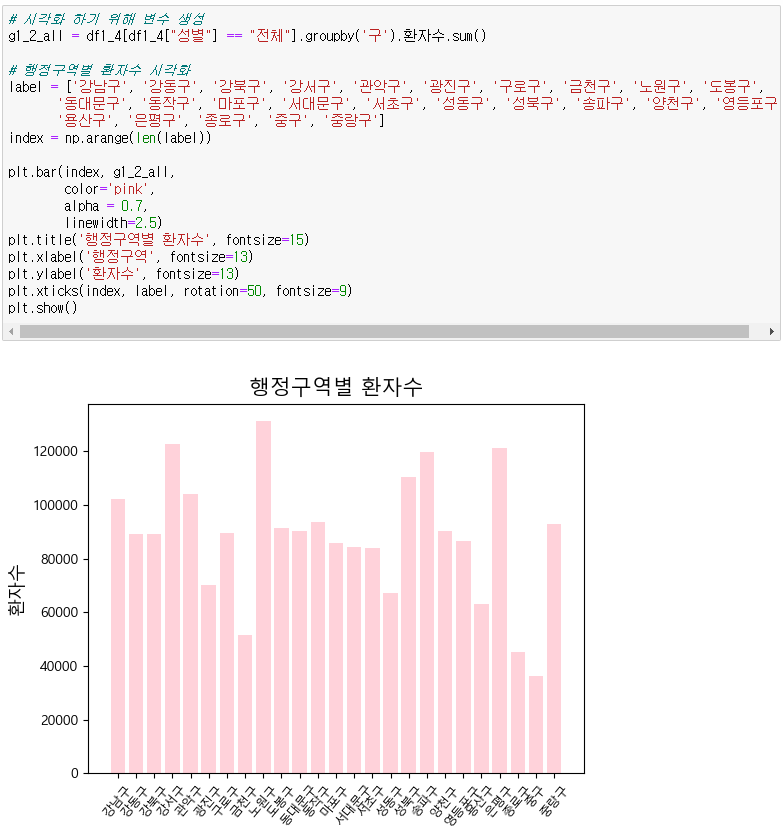 # 시각화 하기 위해 변수 생성
g1_2_all = df1_4[df1_4["성별"] == "전체"].groupby('구').환자수.sum()
# 행정구역별 환자수 시각화
label = ['강남구', '강동구', '강북구', '강서구', '관악구', '광진구', '구로구', '금천구', '노원구', '도봉구',
'동대문구', '동작구', '마포구', '서대문구', '서초구', '성동구', '성북구', '송파구', '양천구', '영등포구
'용산구', '은평구', '종로구', '중구', '중랑구']
index = np.arange(len(label))
plt.bar(index, g1_2_all,
color='pink',
alpha = 0.7,
linewidth=2.5)
plt.title('행정구역별 환자수', fontsize=15)
plt.xlabel('행정구역', fontsize=13)
plt.ylabel('환자수', fontsize=13)
plt.xticks(index, label, rotation=50, fontsize=9)
plt.show()
행정구역별 환자수
120000
100000
80000
60000
40000
20000
0
환자수
강남구 강동구 강북구 강서구 관악구 광진구 구로구 금천구 노원구 도봉구 동대문구 동작구 마포구 서대문구 서초구 성동구 성북구 송파구 양천구 영등포구 용산구 은평구 종로구 중구 중랑구